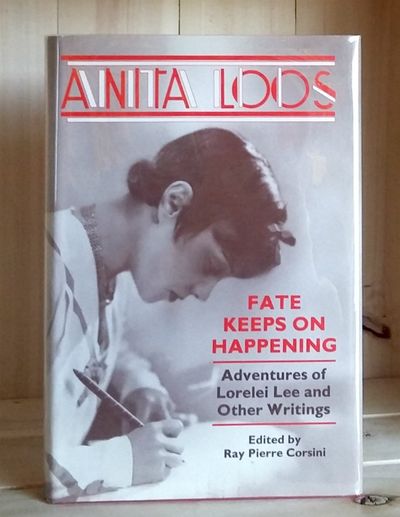 ANITA LOOS
FATE
KEEPS ON
HAPPENING
Adventures of
Lorelei Lee and
Other Writings
Edited by
Ray Pierre Corsini